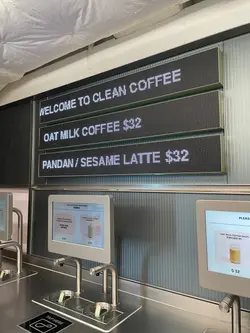 WELCOME TO CLEAN COFFEE
OAT MILK COFFEE $32
PANDAN / SESAME LATTE $32